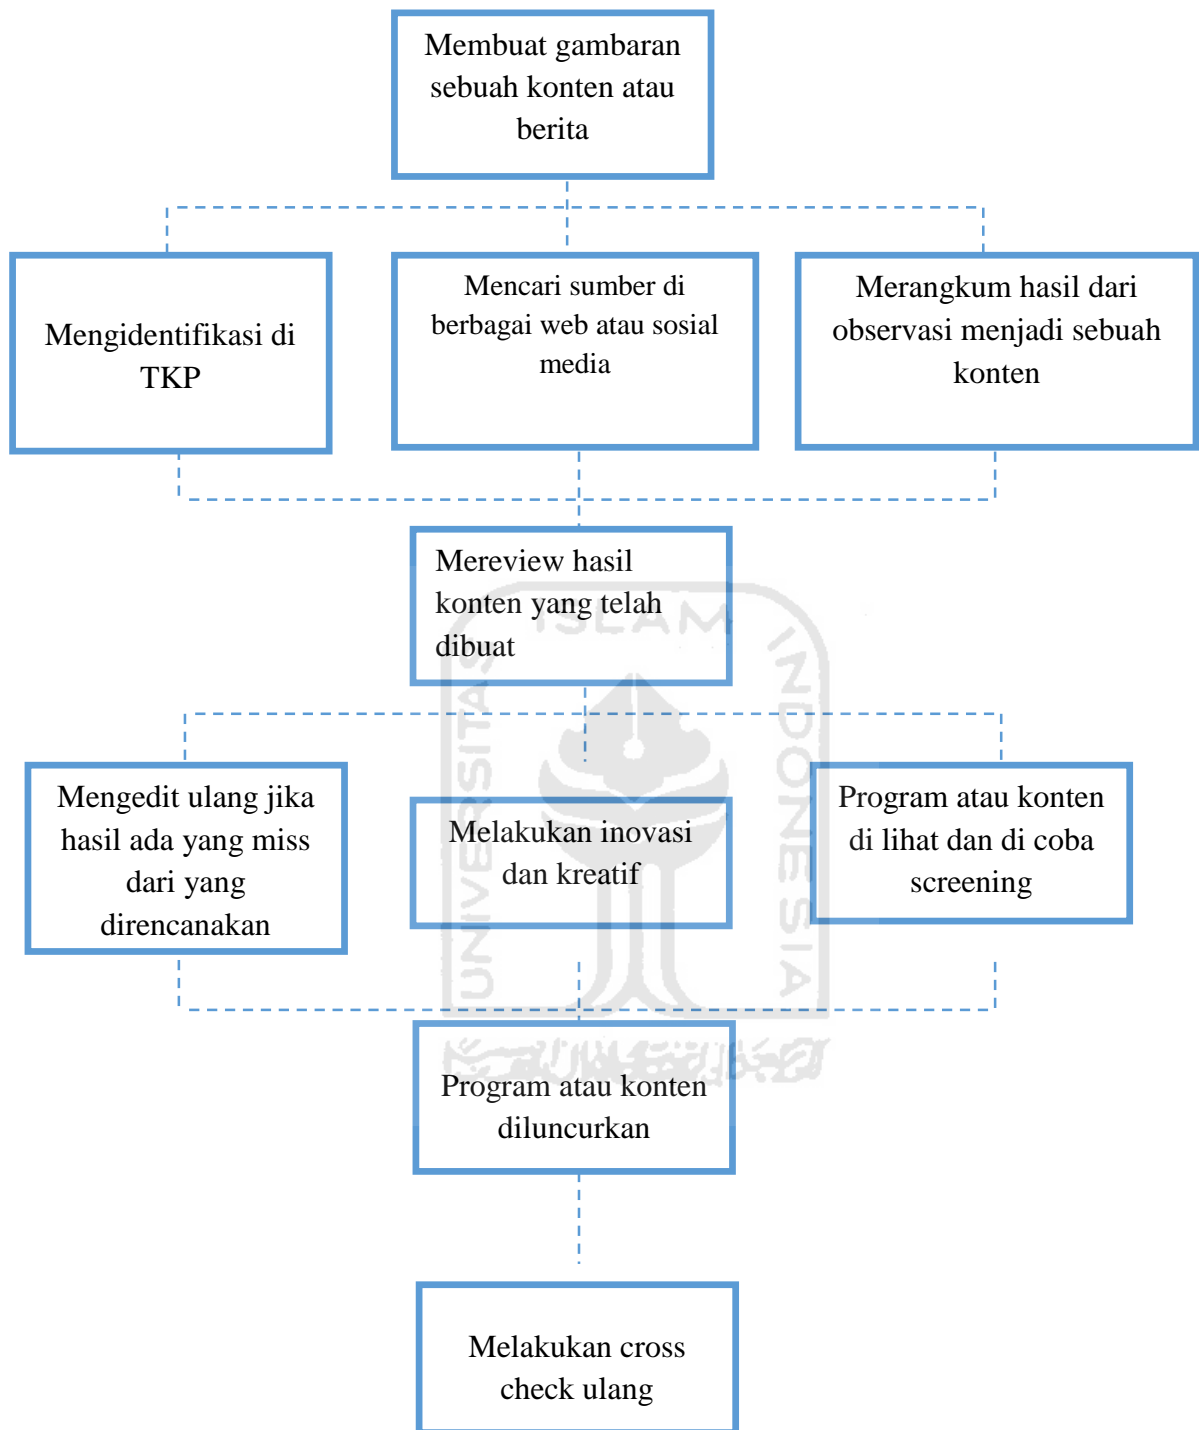 Membuat gambaran
sebuah konten atau
berita
Mengidentifikasi di
TKP
Mencari sumber di
berbagai web atau sosial
media
Merangkum hasil dari
observasi menjadi sebuah
konten
Mereview hasil
konten yang telah
dibuat
ISLAM
UNIVERSITAS
INDONESIA
Mengedit ulang jika
hasil ada yang miss
dari yang
direncanakan
Melakukan inovasi
dan kreatif
Program atau konten
di lihat dan di coba
screening
Program atau konten
diluncurkan
Melakukan cross
check ulang